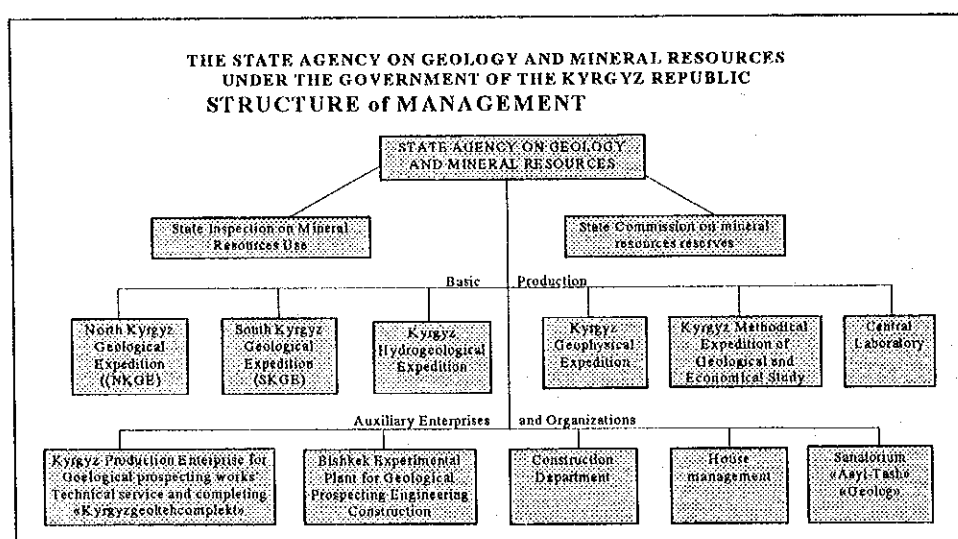 THE STATE AGENCY ON GEOLOGY AND MINERAL RESOURCES
UNDER THE GOVERNMENT OF THE KYRGYZ REPUBLIC
STRUCTURE of MANAGEMENT
STATE AGENCY ON GEOLOGY
AND MINERAL RESOURCES
State Inspection on Mineral
Resources Use
State Commission on mineral
resources reserves
Basic Production
North Kyrgyz
Geological
Expedition
((NKGE)
South Kyrgyz
Geological
Expedition
(SKGE)
Kyrgyz
Hydrogeological
Expedition
Kyrgyz
Geophysical
Expedition
Kyrgyz Methodical
Expedition of
Geological and
Economical Study
Central
Laboratory
Auxiliary Enterprises and Organizations
Kyrgyz Production Enterprise for
Goelogical prospecting works
Technical service and completing
«Kyrgyzgeoltehcomplekt»
Bishkek Experimental
Plant for Geological
Prospecting Engineering
Construction
Construction
Department
House
management
Sanatorium
«Asyl-Tash»
«Geolog»